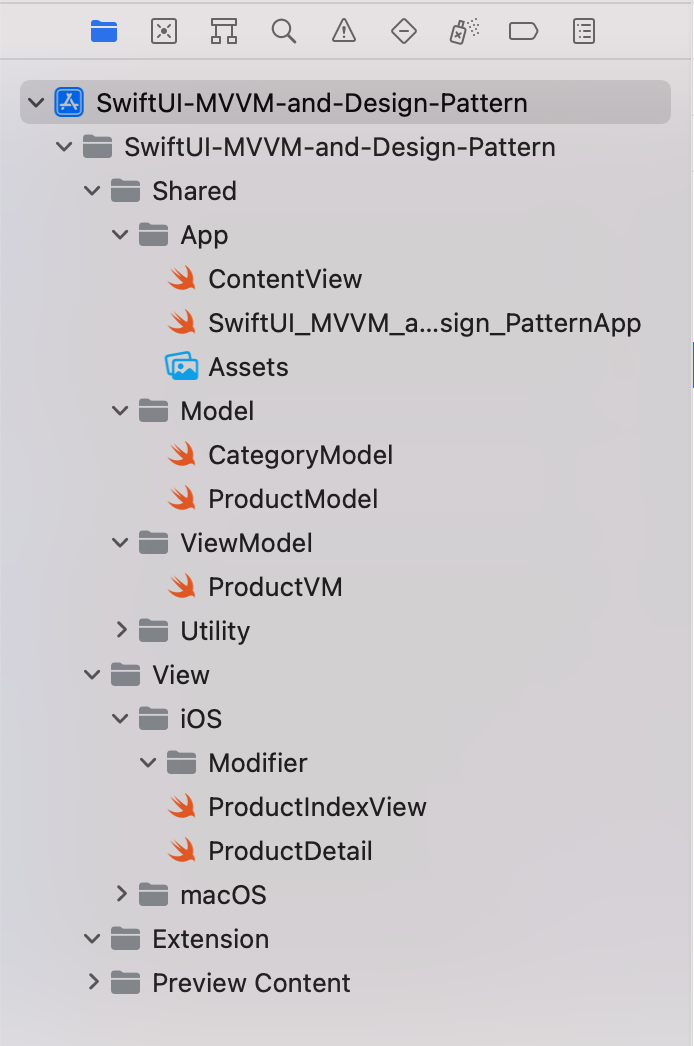 SwiftUI-MVVM-and-Design-Pattern
SwiftUI-MVVM-and-Design-Pattern
Shared
App
ContentView
SwiftUI_MVVM_a...sign_PatternApp
Assets
Model
CategoryModel
ProductModel
ViewModel
ProductVM
Utility
View
iOS
Modifier
ProductIndexView
ProductDetail
macOS
Extension
Preview Content